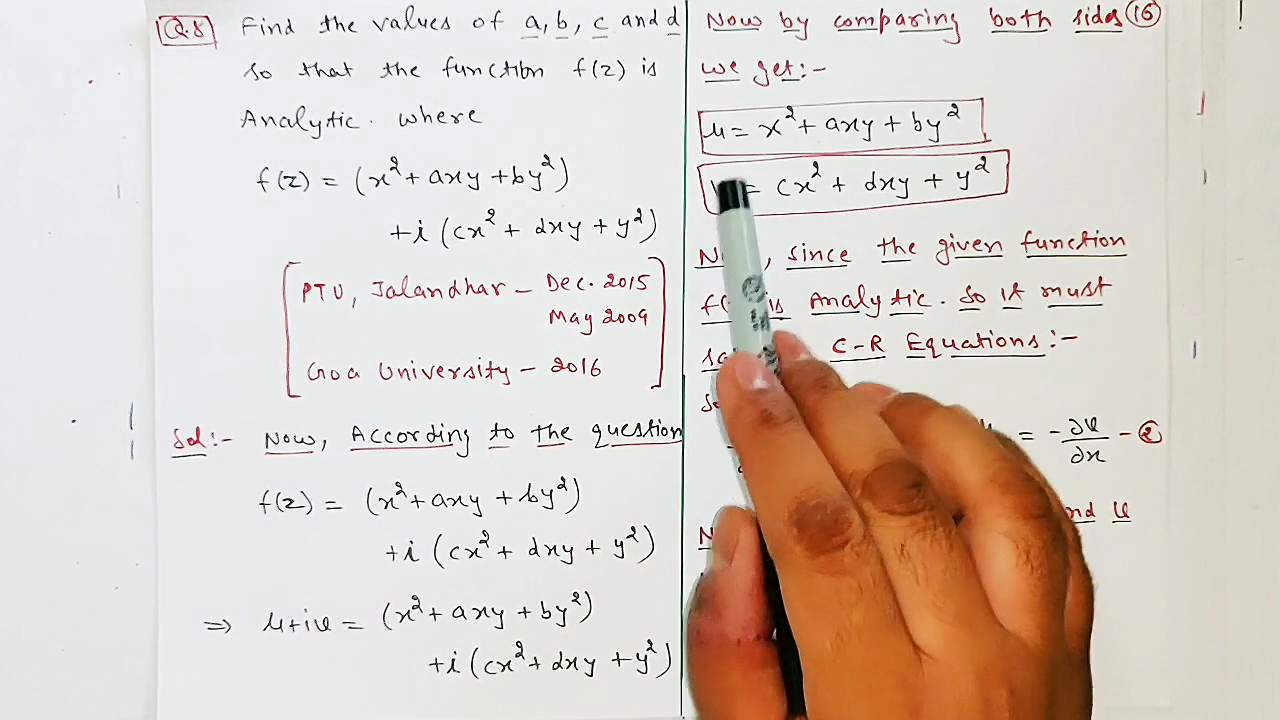 Q.8 Find the values of a, b, c and d
so that the function f(z) is
Analytic. where
f(z) = (x² + axy + by²)
+i (cx² + dxy + y²)
[PTU, Jalandhar - Dec. 2015
May 2009
Goa University - 2016]
Sol:- Now, According to the question
f(z) = (x² + axy + by²)
+i (cx² + dxy + y²)
⇒ u+iv = (x² + axy + by²)
+i (cx² + dxy + y²)
Now by comparing both sides 15
we get:-
u = x² + axy + by²
= cx² + dxy + y²
, since the given function
is Analytic. So it must
C-R Equations:-
= -∂v/∂x - ②